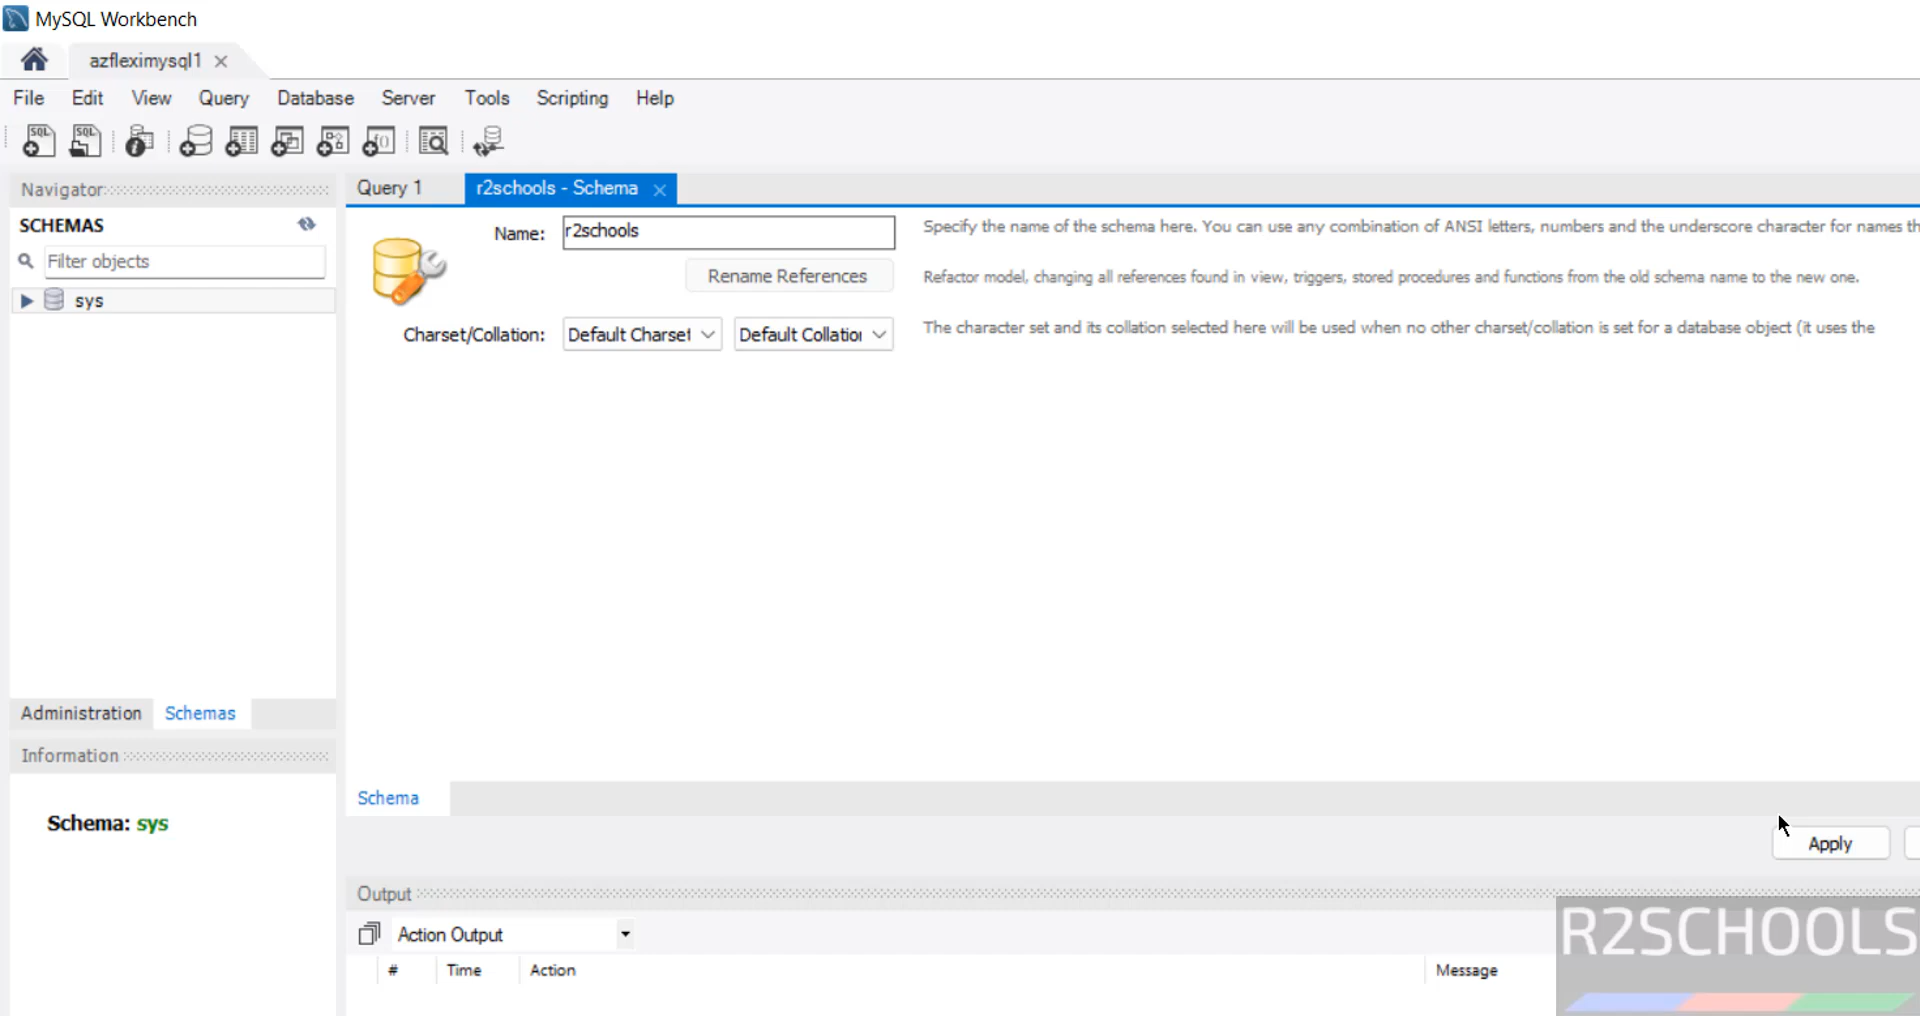 MySQL Workbench
azfleximysql1
File Edit View Query Database Server Tools Scripting Help
SQL SQL
Navigator
Query 1
r2schools - Schema
SCHEMAS
Filter objects
sys
Name: r2schools
Specify the name of the schema here. You can use any combination of ANSI letters, numbers and the underscore character for names th
Rename References
Refactor model, changing all references found in view, triggers, stored procedures and functions from the old schema name to the new one.
Charset/Collation: Default Charset Default Collation
The character set and its collation selected here will be used when no other charset/collation is set for a database object (it uses the
Administration Schemas
Information
Schema: sys
Schema
Apply
Output
Action Output
# Time Action Message
R2SCHOOLS